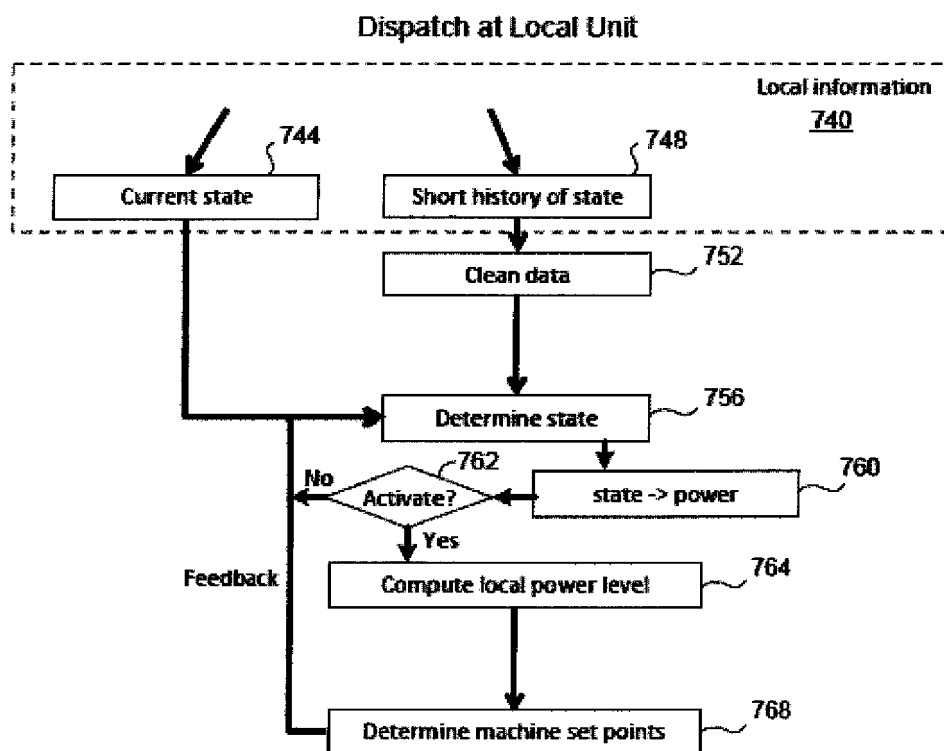 Dispatch at Local Unit
Local information
740
744
748
Current state
Short history of state
752
Clean data
756
Determine state
762
760
No
Activate?
state -> power
Yes
Feedback
764
Compute local power level
768
Determine machine set points